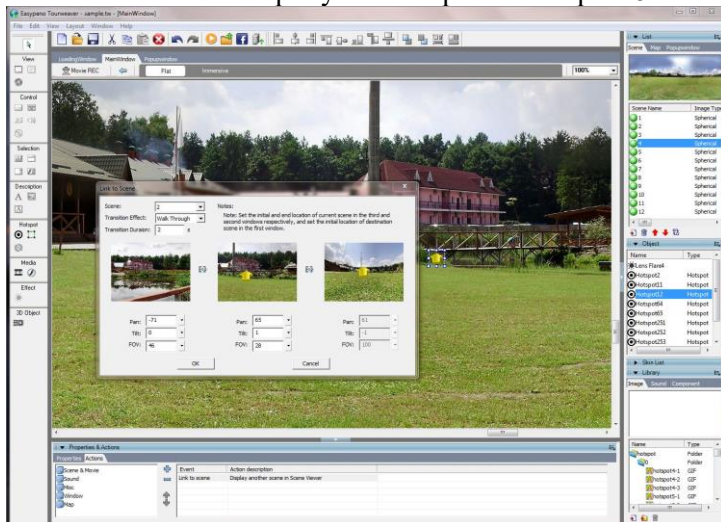 Easypano Tourweaver - sample.tw - [MainWindow]
File Edit View Layout Window Help
View
Control
Selection
Description
Hotspot
Media
Effect
3D Object
LoadingWindow MainWindow Popupwindow
Movie REC Flat Immersive 100%
Link to Scene
Scene: 2
Transition Effect: Walk Through
Transition Duraion: 2 s
Notes:
Note: Set the initial and end location of current scene in the third and
second windows respectively, and set the initial location of destination
scene in the first window.
Pan: -71 Pan: 65 Pan: 61
Tilt: 0 Tilt: 1 Tilt: -1
FOV: 46 FOV: 28 FOV: 100
OK Cancel
Properties & Actions
Properties Actions
Scene & Movie
Sound
Misc
Window
Map
Event Action description
Link to scene Display another scene in Scene Viewer
List
Scene Map Popupwindow
Scene Name Image Type
1 Spherical
2 Spherical
3 Spherical
4 Spherical
5 Spherical
6 Spherical
7 Spherical
8 Spherical
9 Spherical
10 Spherical
11 Spherical
12 Spherical
Object
Name Type
Lens Flare4
Hotspot2 Hotspot
Hotspot11 Hotspot
Hotspot12 Hotspot
Hotspot64 Hotspot
Hotspot63 Hotspot
Hotspot251 Hotspot
Hotspot252 Hotspot
Hotspot253 Hotspot
Skin List
Library
Image Sound Component
Name Type
hotspot Folder
0 Folder
hotspot4-1 GIF
hotspot4-2 GIF
hotspot4-3 GIF
hotspot5-1 GIF